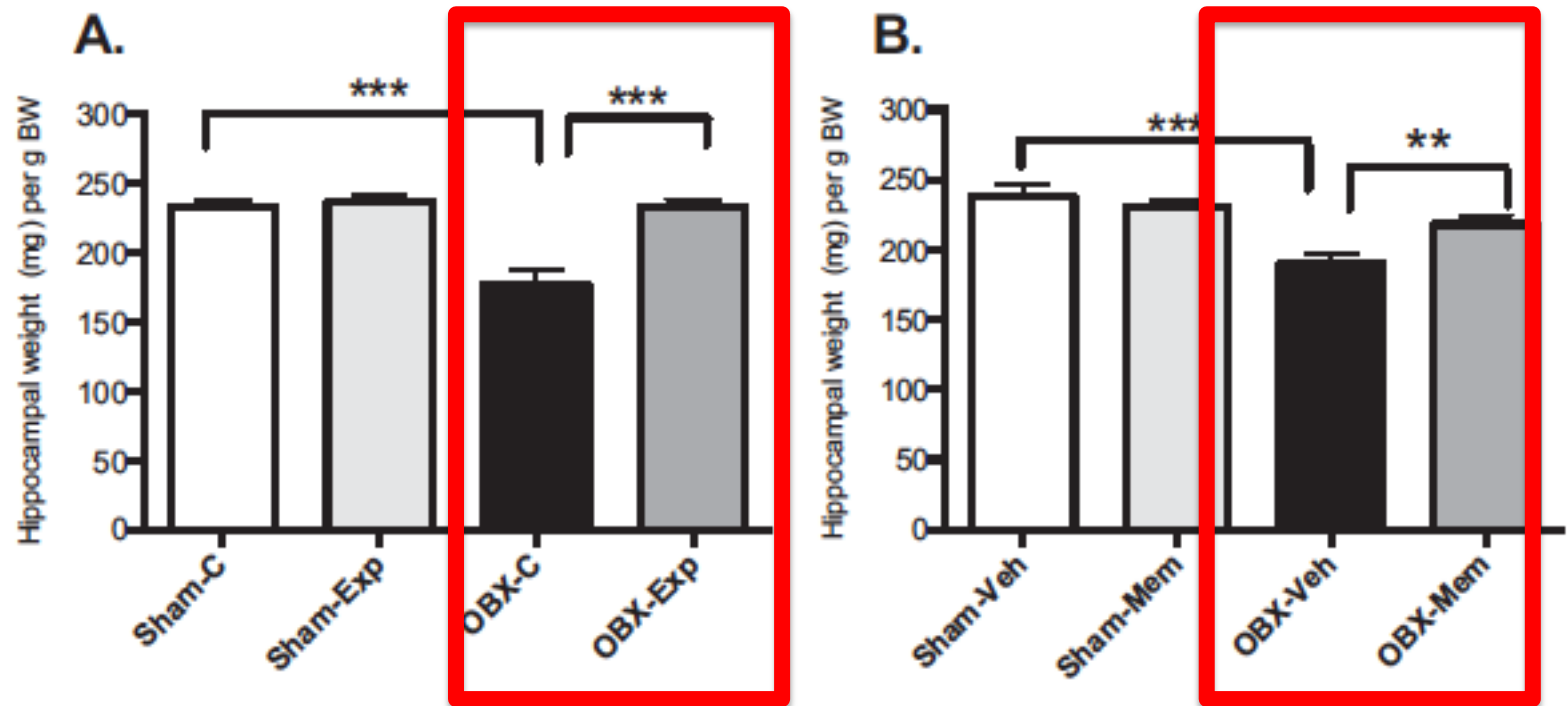 A.
Hippocampal weight (mg) per g BW
300
250
200
150
100
50
0
***
***
Sham-C
Sham-Exp
OBX-C
OBX-Exp
B.
Hippocampal weight (mg) per g BW
300
250
200
150
100
50
0
***
**
Sham-Veh
Sham-Mem
OBX-Veh
OBX-Mem